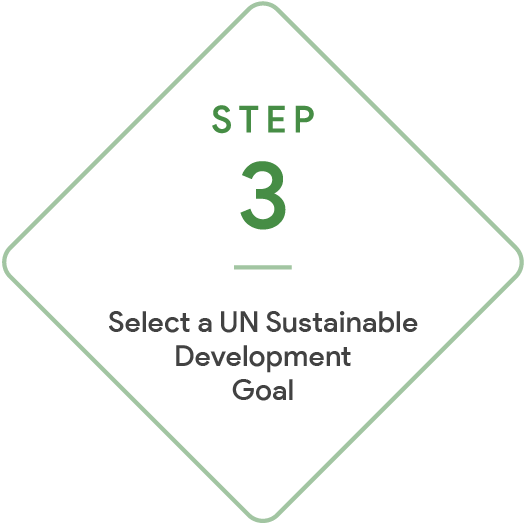 STEP
3
Select a UN Sustainable
Development
Goal